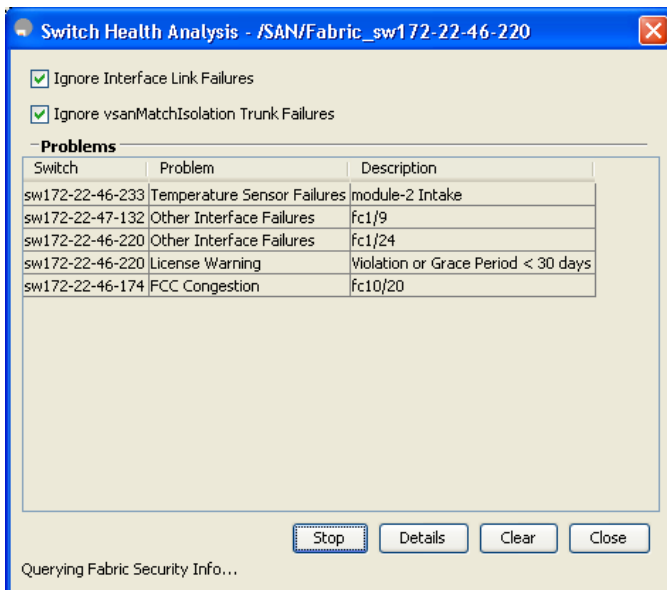 Switch Health Analysis - /SAN/Fabric_sw172-22-46-220
Ignore Interface Link Failures
Ignore vsanMatchIsolation Trunk Failures
Problems
Switch Problem Description
sw172-22-46-233 Temperature Sensor Failures module-2 Intake
sw172-22-47-132 Other Interface Failures fc1/9
sw172-22-46-220 Other Interface Failures fc1/24
sw172-22-46-220 License Warning Violation or Grace Period < 30 days
sw172-22-46-174 FCC Congestion fc10/20
Stop Details Clear Close
Querying Fabric Security Info...